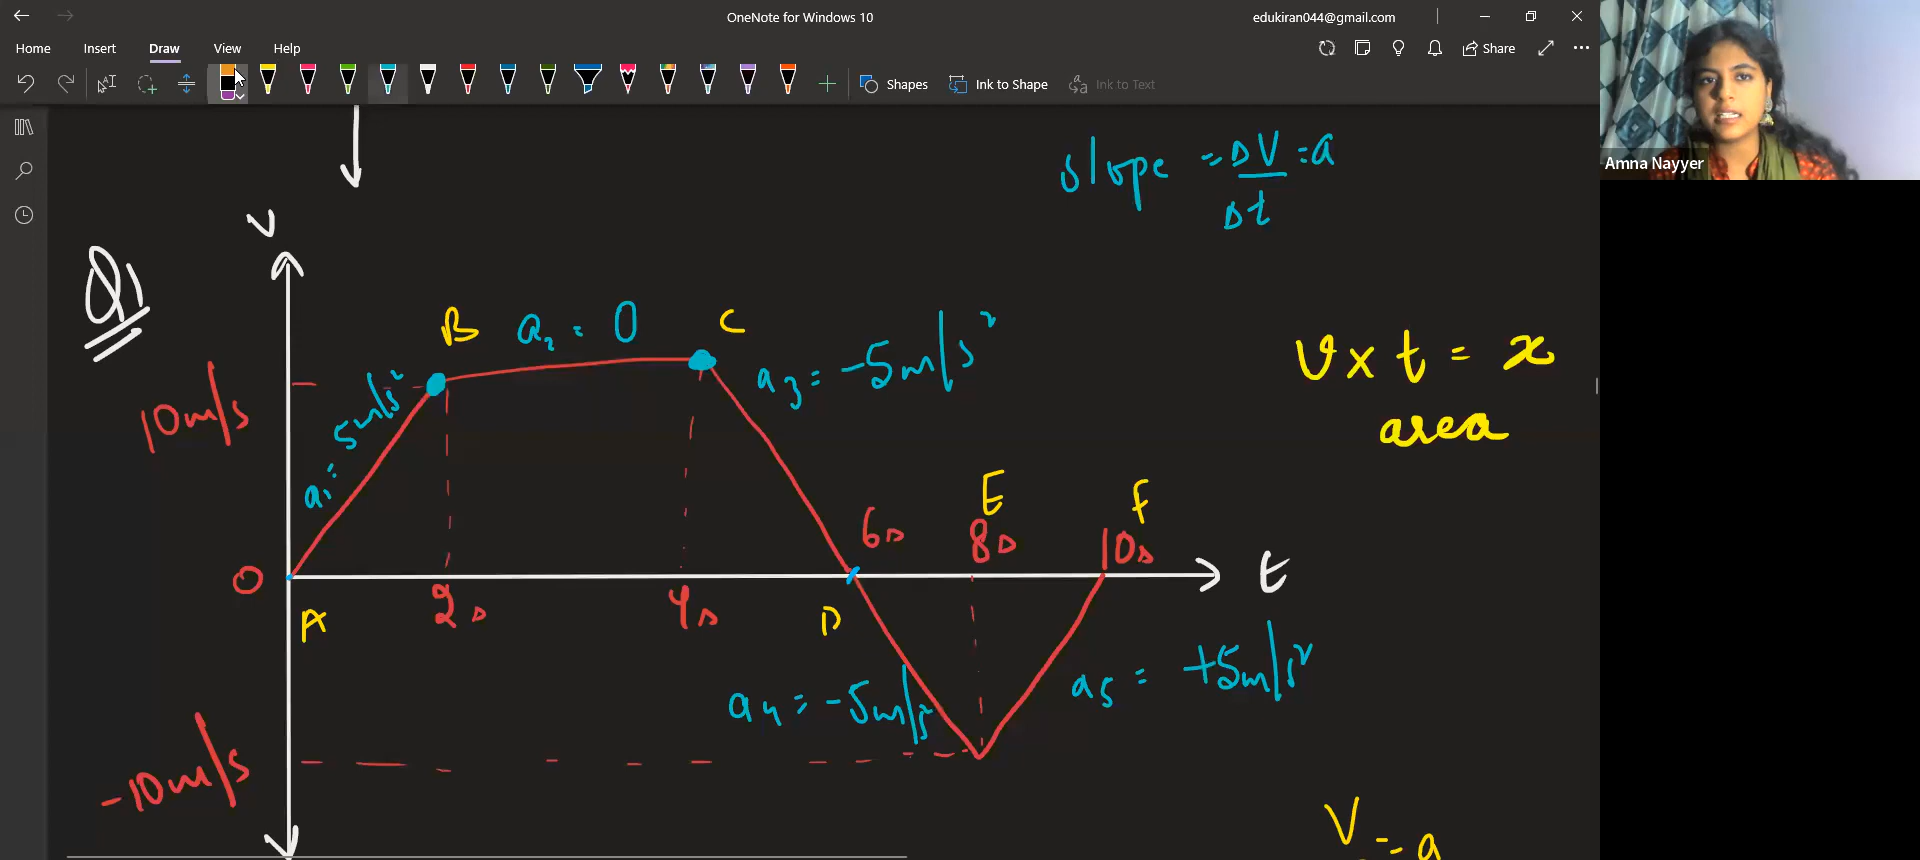 OneNote for Windows 10
edukiran044@gmail.com
Home Insert Draw View Help
Share
Shapes
Ink to Shape
Ink to Text
Amna Nayyer
slope = ΔV/Δt = a
V
Q1
B a₂ = 0 C
a₃ = -5m/s²
v x t = x
area
10m/s
a₁ = 5m/s²
E F
6s 8s 10s
0
t
A 2s 4s D
a₄ = -5m/s²
a₅ = +5m/s²
-10m/s
V
= a